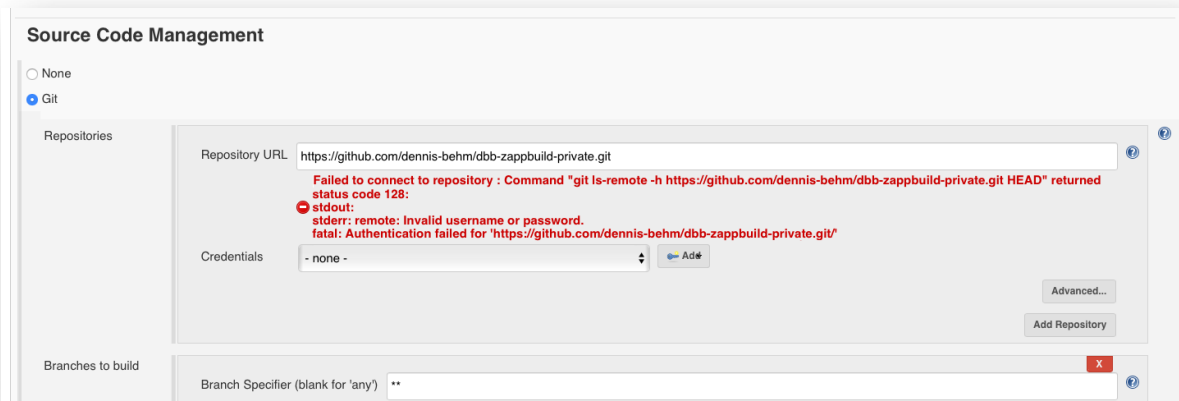 Source Code Management
None
Git
Repositories
Repository URL https://github.com/dennis-behm/dbb-zappbuild-private.git
Failed to connect to repository : Command "git ls-remote -h https://github.com/dennis-behm/dbb-zappbuild-private.git HEAD" returned
status code 128:
stdout:
stderr: remote: Invalid username or password.
fatal: Authentication failed for 'https://github.com/dennis-behm/dbb-zappbuild-private.git/'
Credentials - none - Add
Advanced...
Add Repository
Branches to build
X
Branch Specifier (blank for 'any') **